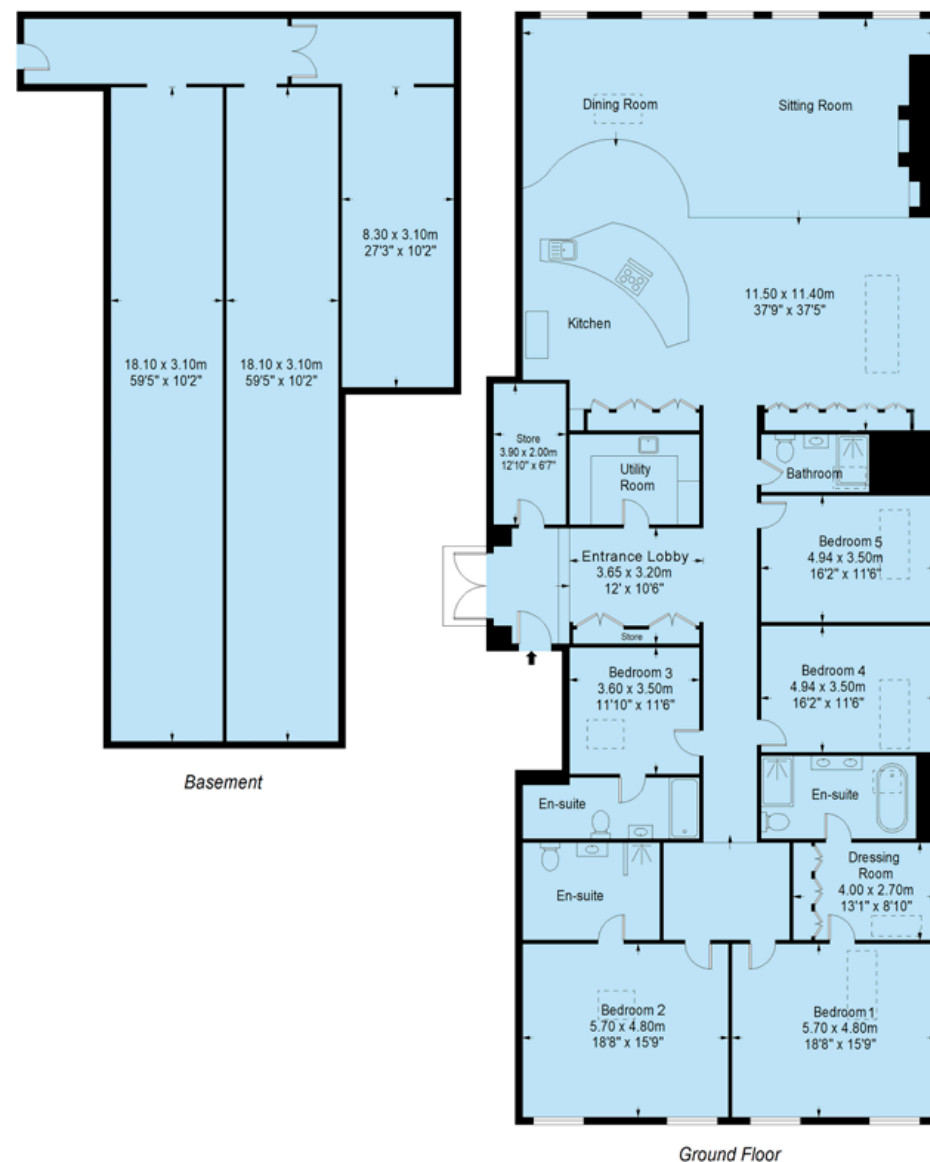 8.30 x 3.10m
27'3" x 10'2"
18.10 x 3.10m
59'5" x 10'2"
18.10 x 3.10m
59'5" x 10'2"
Basement
Dining Room
Sitting Room
11.50 x 11.40m
37'9" x 37'5"
Kitchen
Store
3.90 x 2.00m
12'10" x 6'7"
Utility
Room
Bathroom
Entrance Lobby
3.65 x 3.20m
12' x 10'6"
Store
Bedroom 5
4.94 x 3.50m
16'2" x 11'6"
Bedroom 3
3.60 x 3.50m
11'10" x 11'6"
Bedroom 4
4.94 x 3.50m
16'2" x 11'6"
En-suite
En-suite
En-suite
Dressing
Room
4.00 x 2.70m
13'1" x 8'10"
Bedroom 2
5.70 x 4.80m
18'8" x 15'9"
Bedroom 1
5.70 x 4.80m
18'8" x 15'9"
Ground Floor